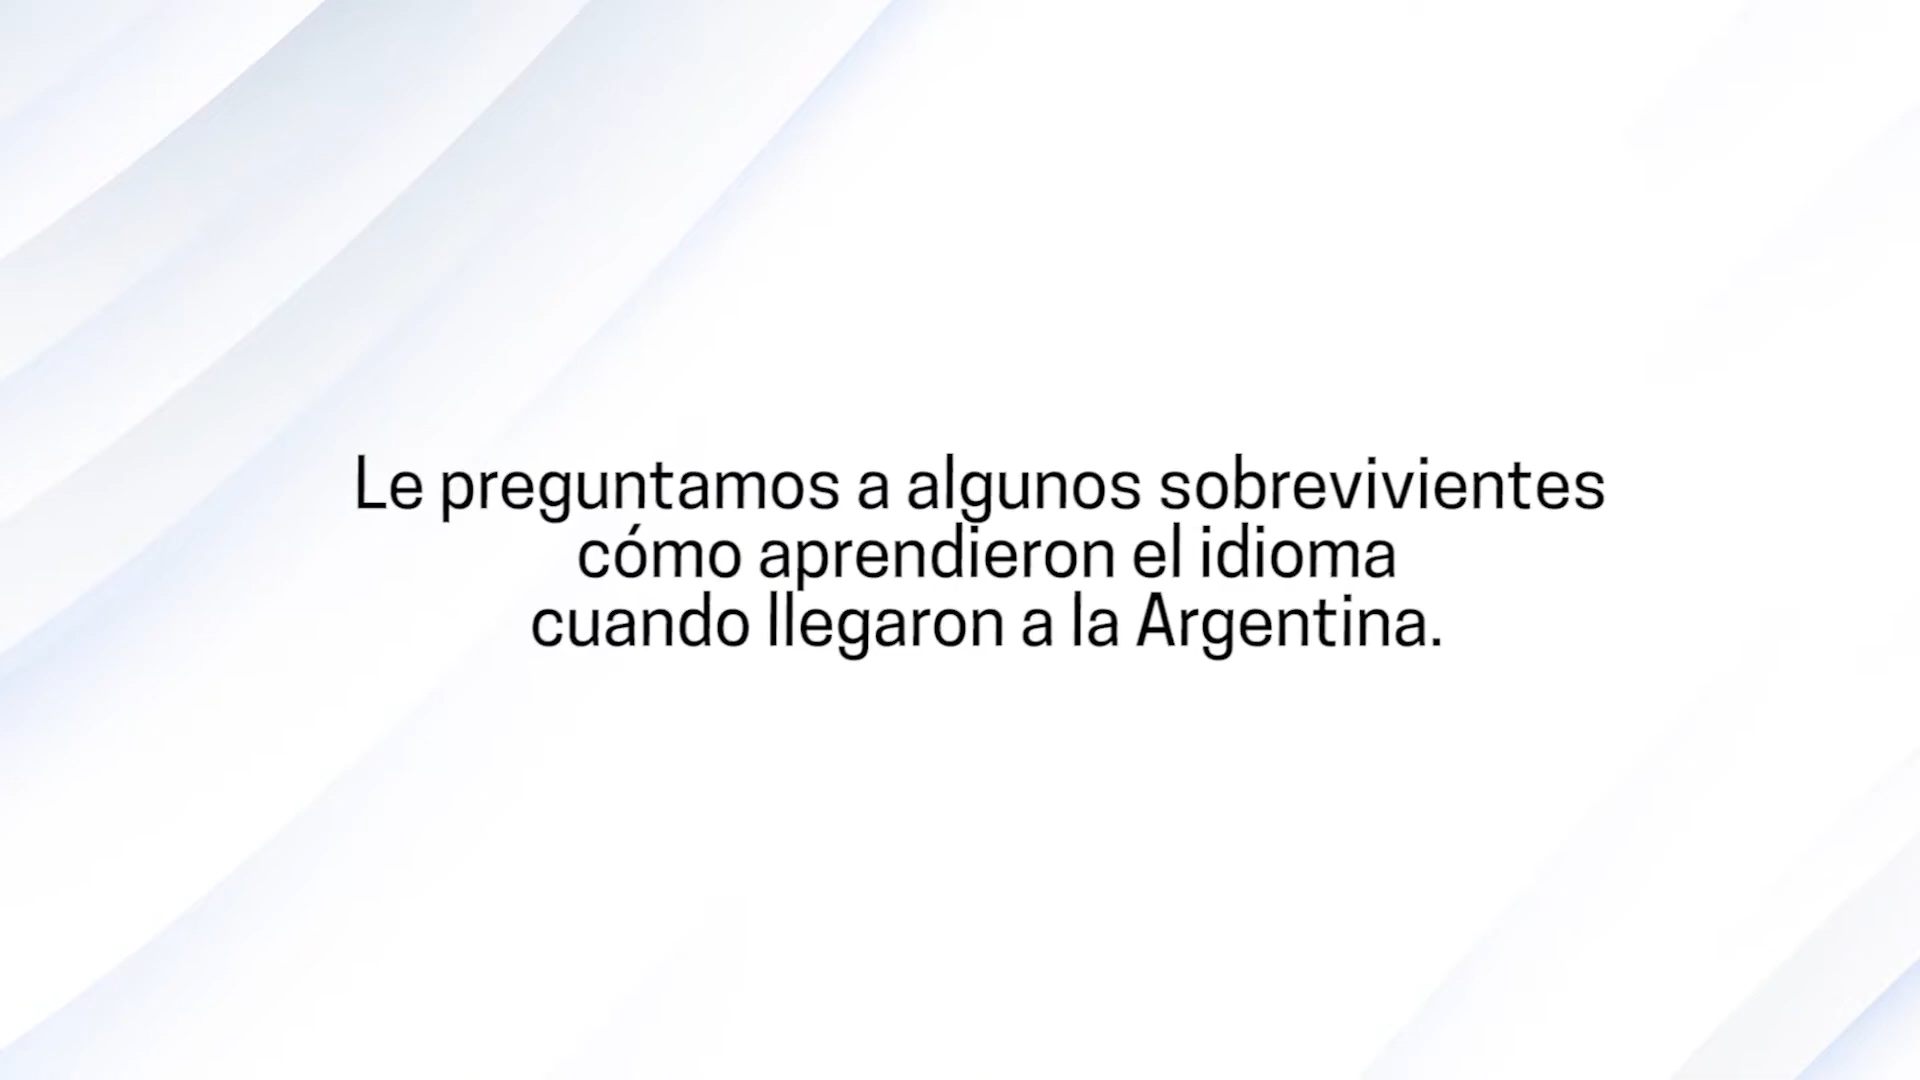 Le preguntamos a algunos sobrevivientes
cómo aprendieron el idioma
cuando llegaron a la Argentina.